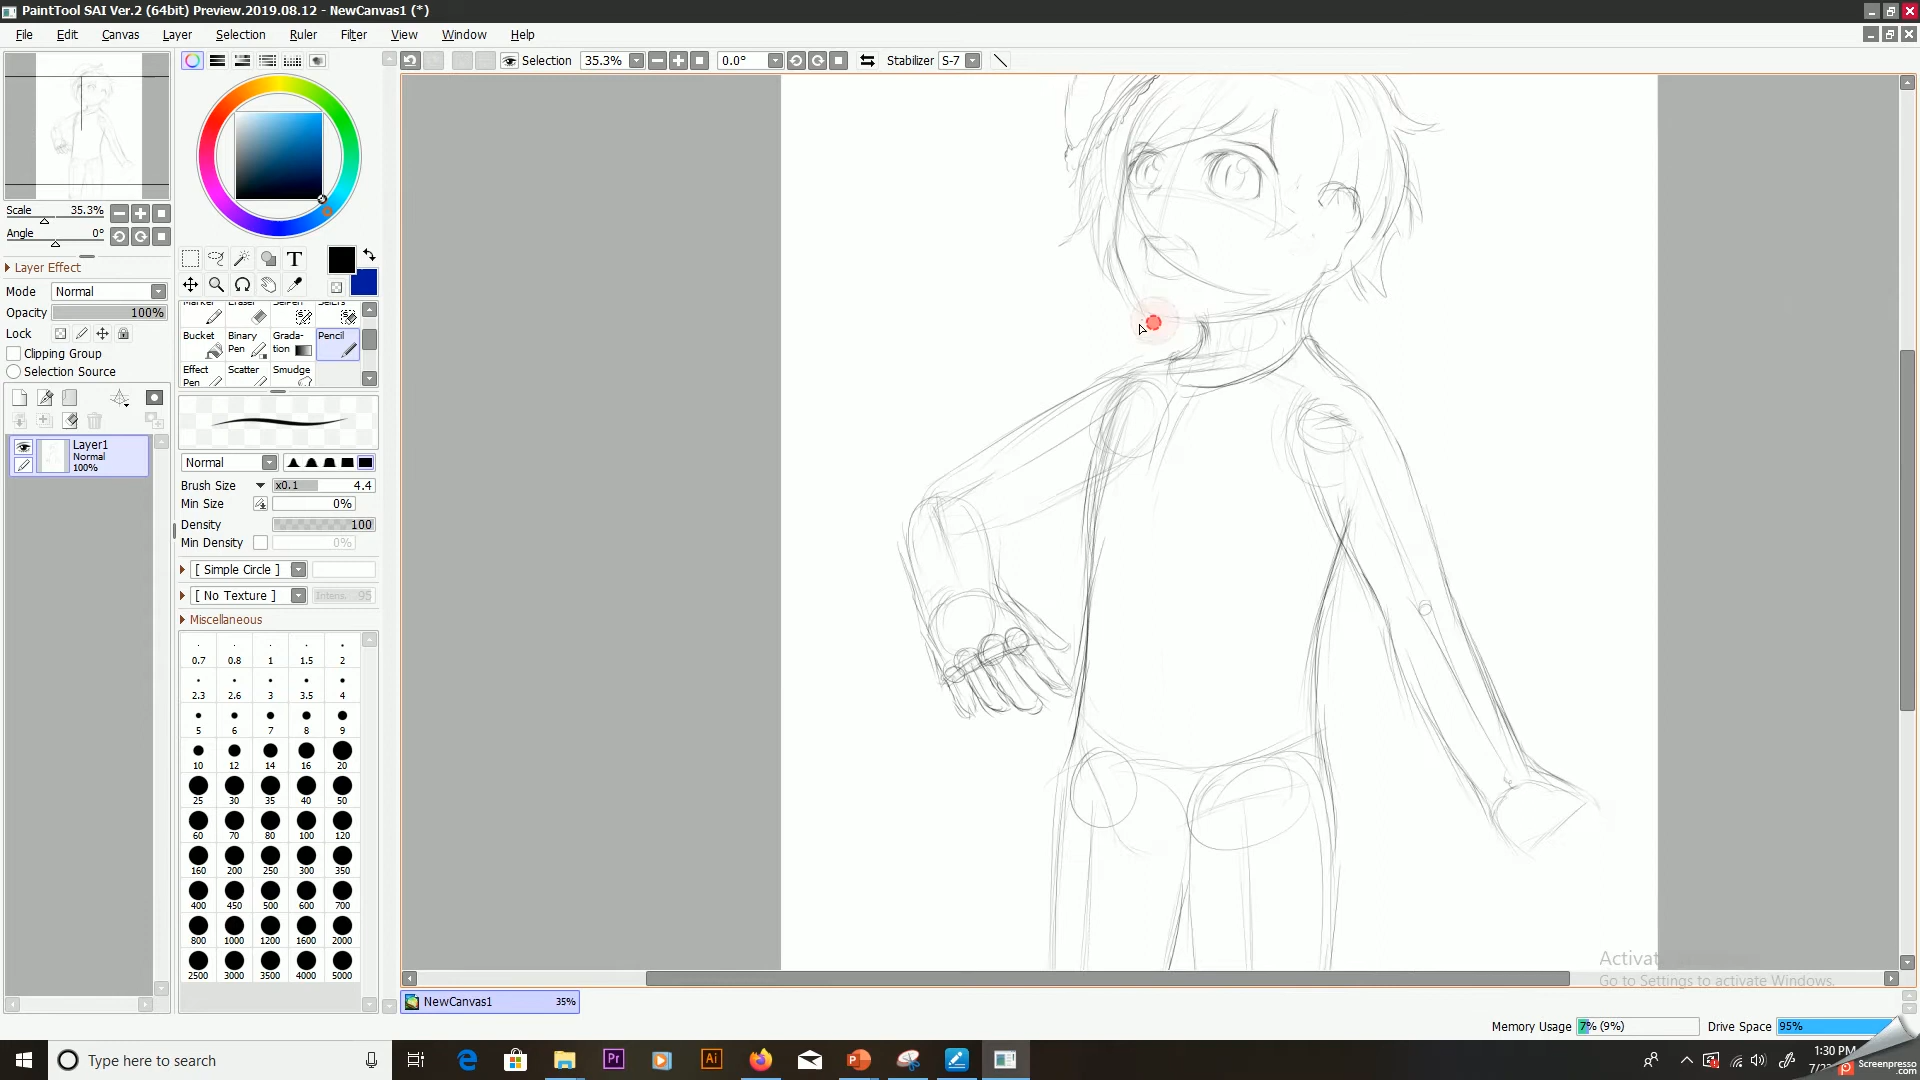 PaintTool SAI Ver.2 (64bit) Preview.2019.08.12 - NewCanvas1 (*)
File Edit Canvas Layer Selection Ruler Filter View Window Help
Selection 35.3% 0.0° Stabilizer S-7
Scale 35.3%
Angle 0°
Layer Effect
Mode Normal
Opacity 100%
Lock
Clipping Group
Selection Source
Layer1
Normal
100%
T
Marker Eraser SelPen SelErs
Bucket Binary Pen Grada-tion Pencil
Effect Pen Scatter Smudge
Normal
Brush Size x0.1 4.4
Min Size 0%
Density 100
Min Density 0%
[ Simple Circle ]
[ No Texture ] Intens. 95
Miscellaneous
0.7 0.8 1 1.5 2
2.3 2.6 3 3.5 4
5 6 7 8 9
10 12 14 16 20
25 30 35 40 50
60 70 80 100 120
160 200 250 300 350
400 450 500 600 700
800 1000 1200 1600 2000
2500 3000 3500 4000 5000
Go to Settings to activate Windows.
NewCanvas1 35%
Memory Usage 7% (9%) Drive Space 95%
Type here to search
Pr
Ai
1:30 PM
Screenpresso
.com